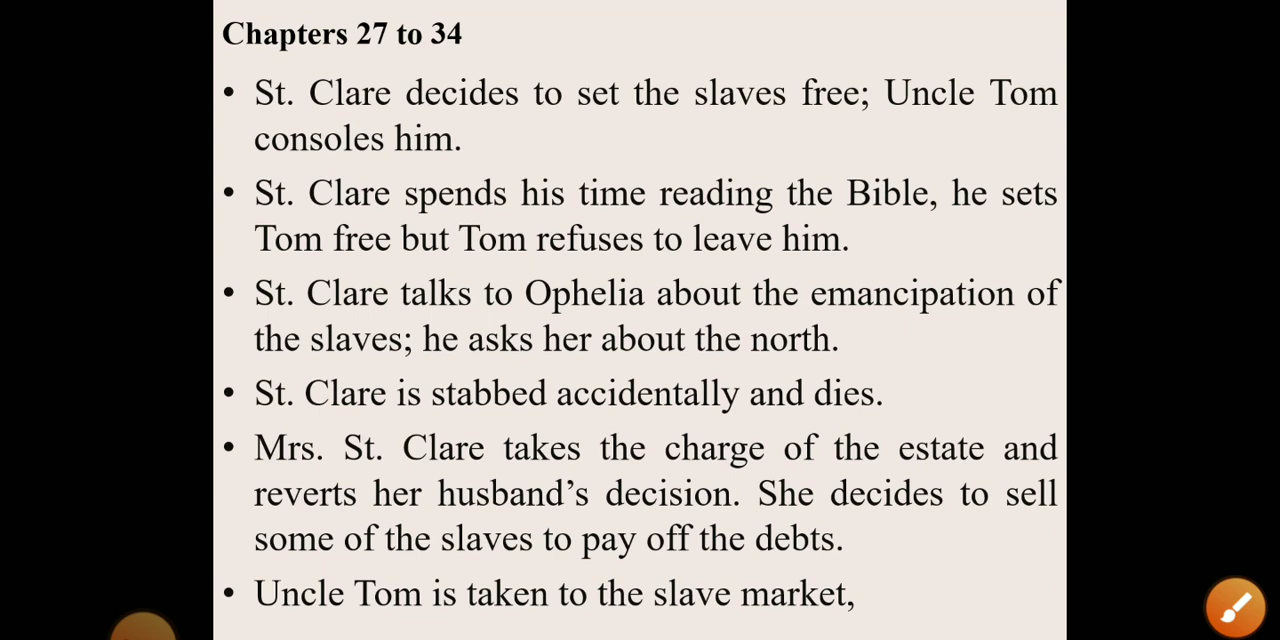 Chapters 27 to 34
• St. Clare decides to set the slaves free; Uncle Tom
consoles him.
• St. Clare spends his time reading the Bible, he sets
Tom free but Tom refuses to leave him.
• St. Clare talks to Ophelia about the emancipation of
the slaves; he asks her about the north.
• St. Clare is stabbed accidentally and dies.
• Mrs. St. Clare takes the charge of the estate and
reverts her husband’s decision. She decides to sell
some of the slaves to pay off the debts.
• Uncle Tom is taken to the slave market,